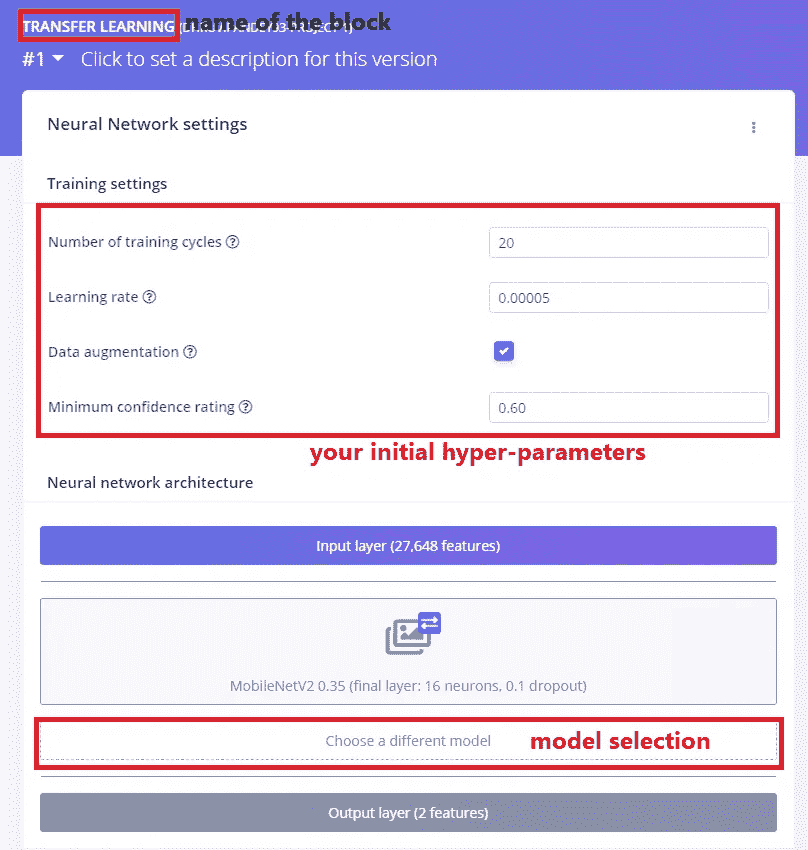 TRANSFER LEARNING name of the block
#1 Click to set a description for this version
Neural Network settings
Training settings
Number of training cycles ?
20
Learning rate ?
0.00005
Data augmentation ?
Minimum confidence rating ?
0.60
your initial hyper-parameters
Neural network architecture
Input layer (27,648 features)
MobileNetV2 0.35 (final layer: 16 neurons, 0.1 dropout)
Choose a different model
model selection
Output layer (2 features)